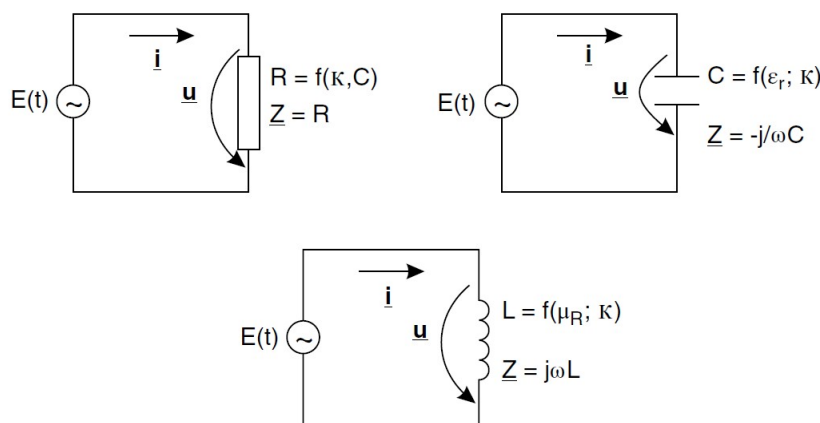 i
E(t)
~
u
R = f(κ,C)
Z = R
i
E(t)
~
u
C = f(εr; κ)
Z = -j/ωC
i
E(t)
~
u
L = f(μR; κ)
Z = jωL